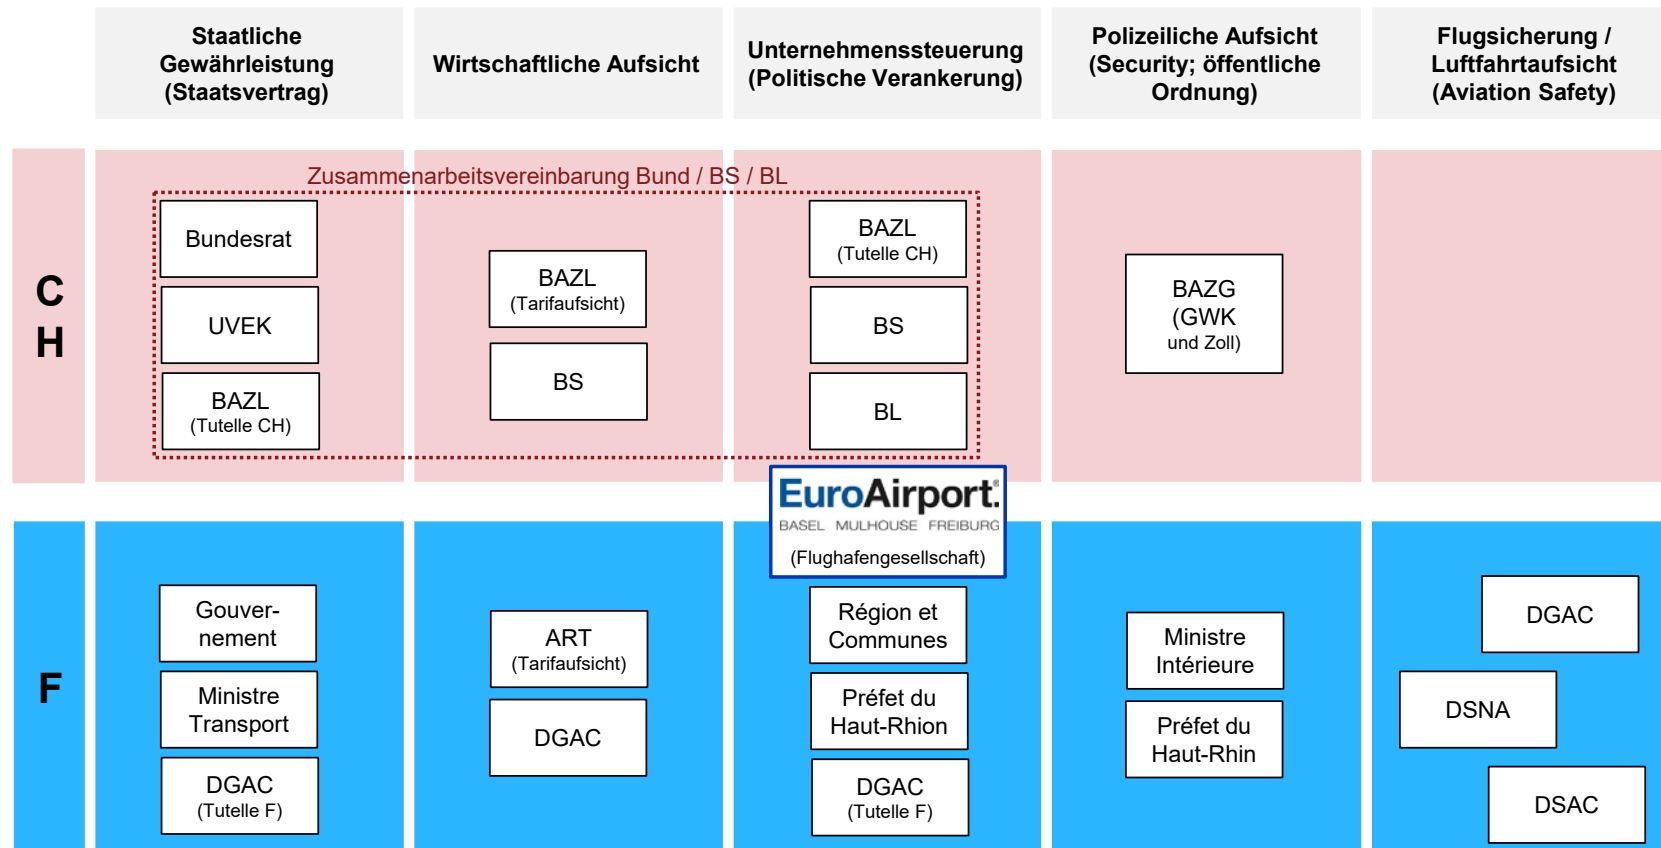 Staatliche
Gewährleistung
(Staatsvertrag)
Wirtschaftliche Aufsicht
Unternehmenssteuerung
(Politische Verankerung)
Polizeiliche Aufsicht
(Security; öffentliche
Ordnung)
Flugsicherung /
Luftfahrtaufsicht
(Aviation Safety)
C
H
Zusammenarbeitsvereinbarung Bund / BS / BL
Bundesrat
UVEK
BAZL
(Tutelle CH)
BAZL
(Tarifaufsicht)
BS
BAZL
(Tutelle CH)
BS
BL
BAZG
(GWK
und Zoll)
EuroAirport.®
BASEL MULHOUSE FREIBURG
(Flughafengesellschaft)
F
Gouver-
nement
Ministre
Transport
DGAC
(Tutelle F)
ART
(Tarifaufsicht)
DGAC
Région et
Communes
Préfet du
Haut-Rhion
DGAC
(Tutelle F)
Ministre
Intérieure
Préfet du
Haut-Rhin
DGAC
DSNA
DSAC